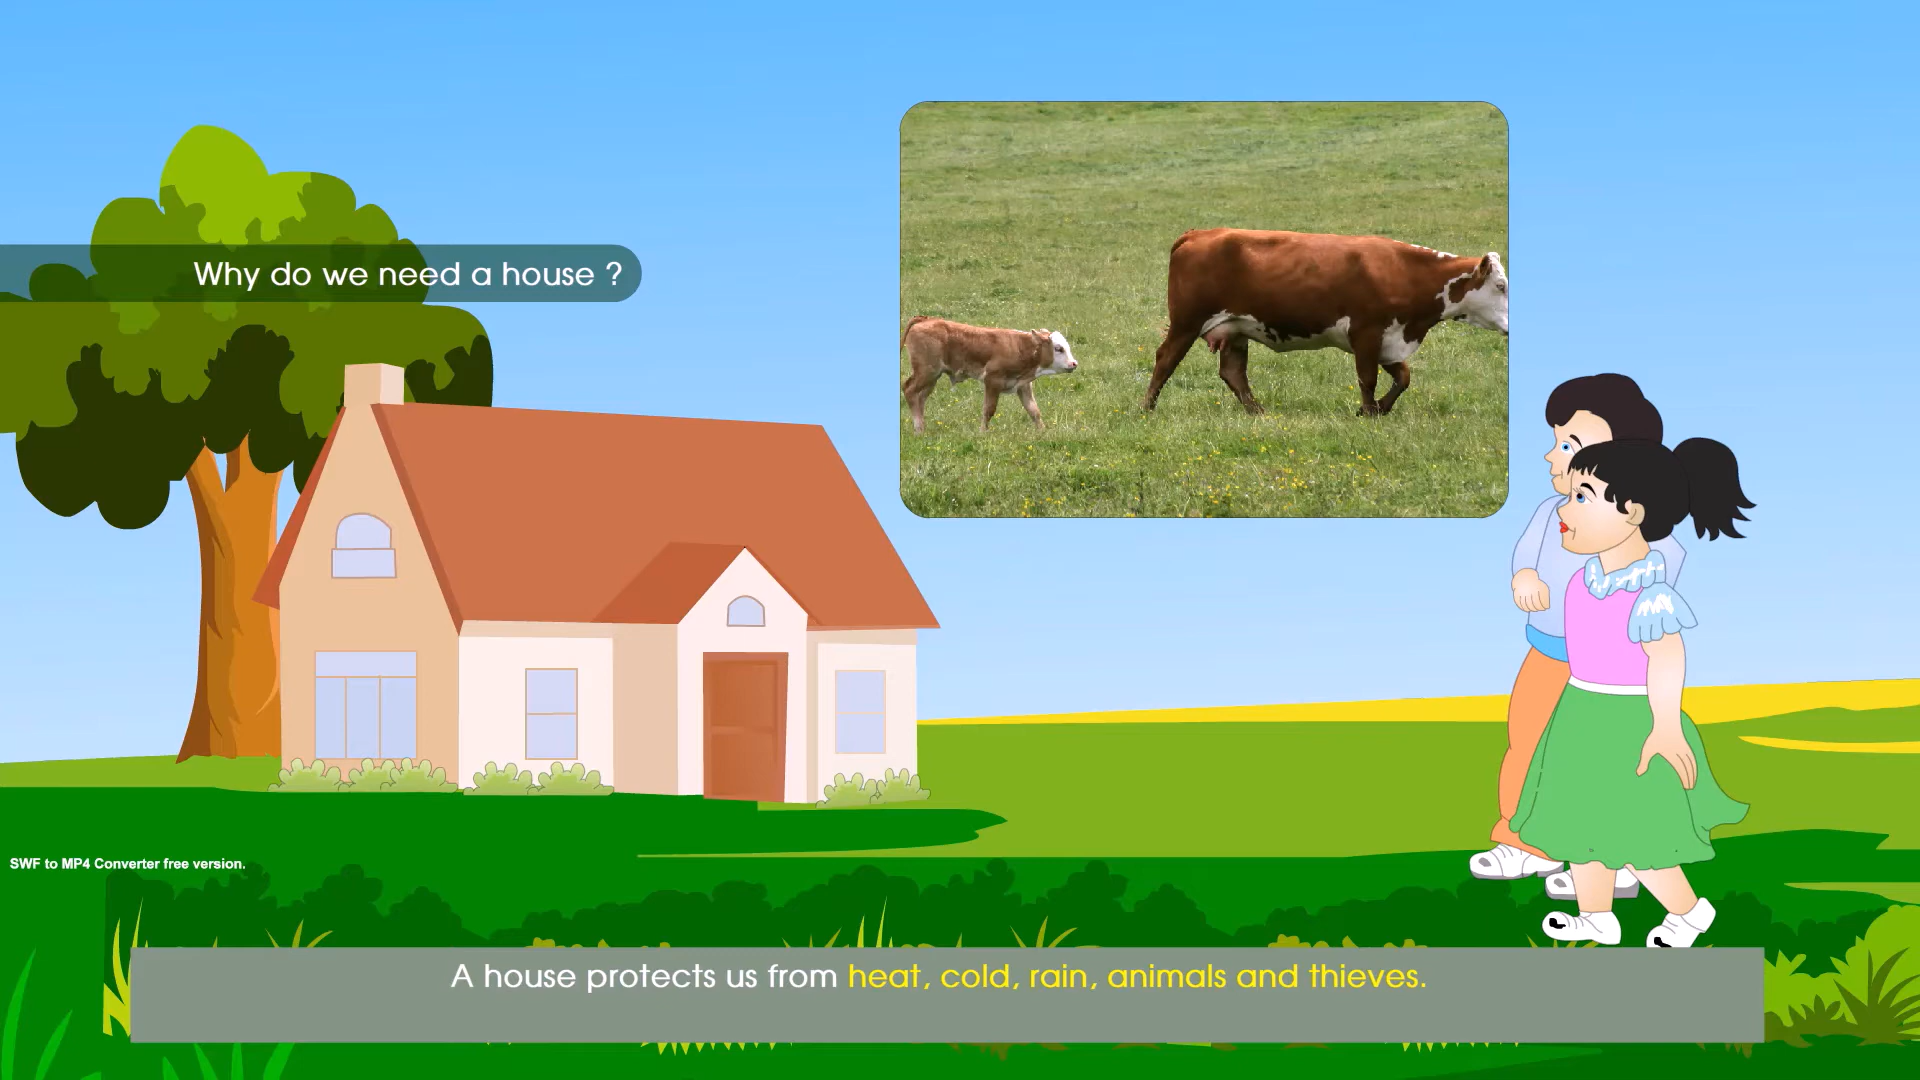 Why do we need a house ?
SWF to MP4 Converter free version.
A house protects us from heat, cold, rain, animals and thieves.